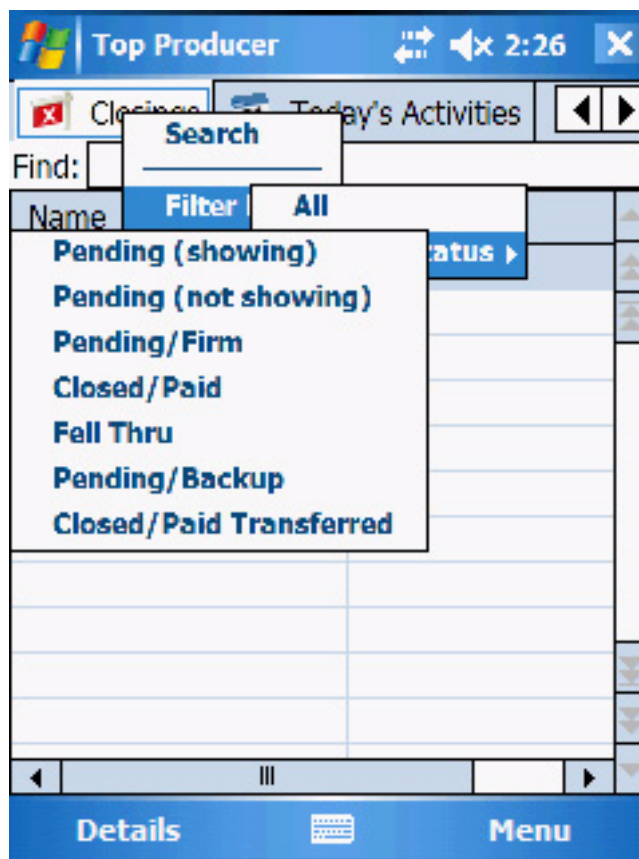 Top Producer 2:26
Closings Today's Activities
Search
Find:
Name Filter All
Status
Pending (showing)
Pending (not showing)
Pending/Firm
Closed/Paid
Fell Thru
Pending/Backup
Closed/Paid Transferred
Details Menu